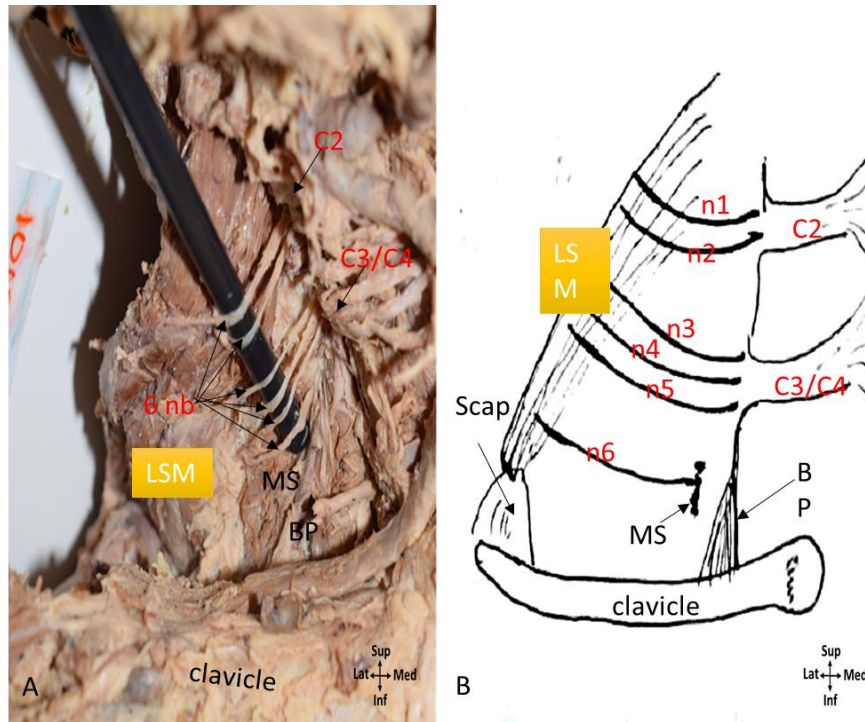 C2
C3/C4
6 nb
LSM
MS
BP
clavicle
A
Sup
Lat Med
Inf
n1
C2
n2
LS
M
n3
n4
C3/C4
n5
Scap
n6
B
MS
P
clavicle
B
Sup
Lat Med
Inf